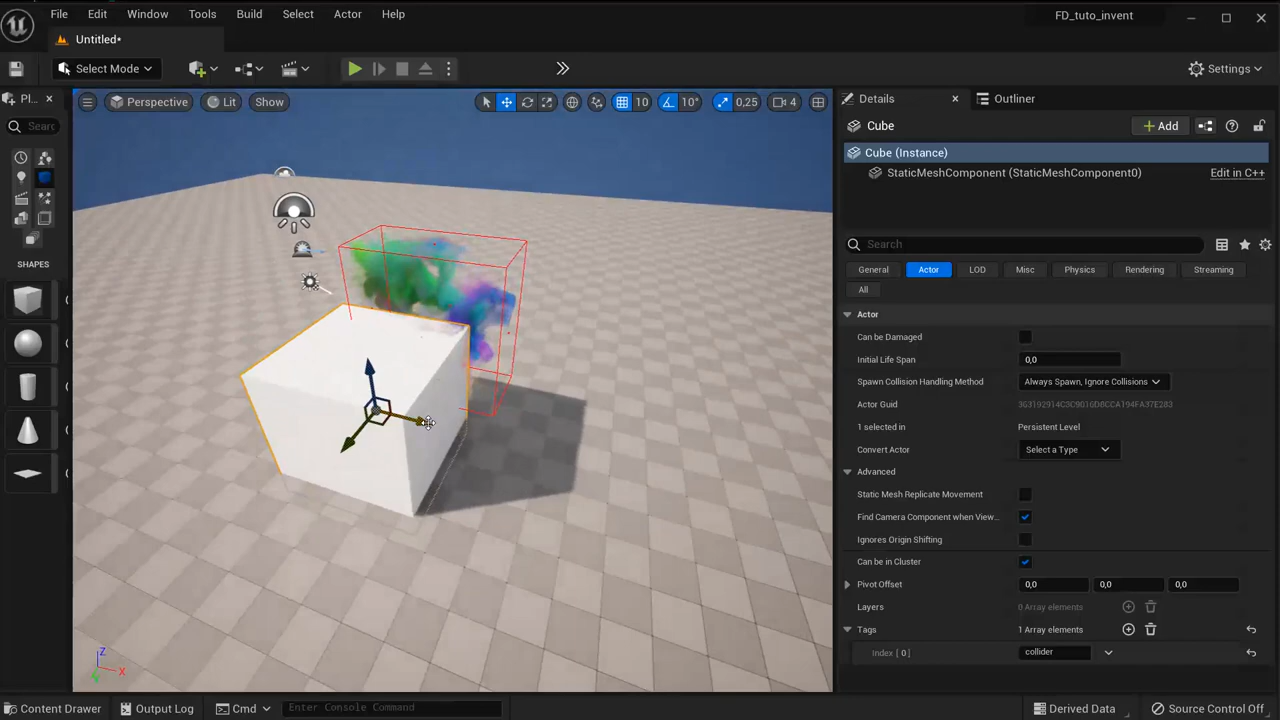 File Edit Window Tools Build Select Actor Help FD_tuto_invent
Untitled*
Select Mode Settings
Pl... Perspective Lit Show 10 10° 0,25 4 Details Outliner
Searc Cube Add
Cube (Instance)
StaticMeshComponent (StaticMeshComponent0) Edit in C++
Search
SHAPES General Actor LOD Misc Physics Rendering Streaming
All
Actor
Can be Damaged
Initial Life Span 0,0
Spawn Collision Handling Method Always Spawn, Ignore Collisions
Actor Guid
1 selected in Persistent Level
Convert Actor Select a Type
Advanced
Static Mesh Replicate Movement
Find Camera Component when View...
Ignores Origin Shifting
Can be in Cluster
Pivot Offset 0,0 0,0 0,0
Layers 0 Array elements
Tags 1 Array elements
Index [ 0 ] collider
Z X
Content Drawer Output Log Cmd Enter Console Command Derived Data Source Control Off